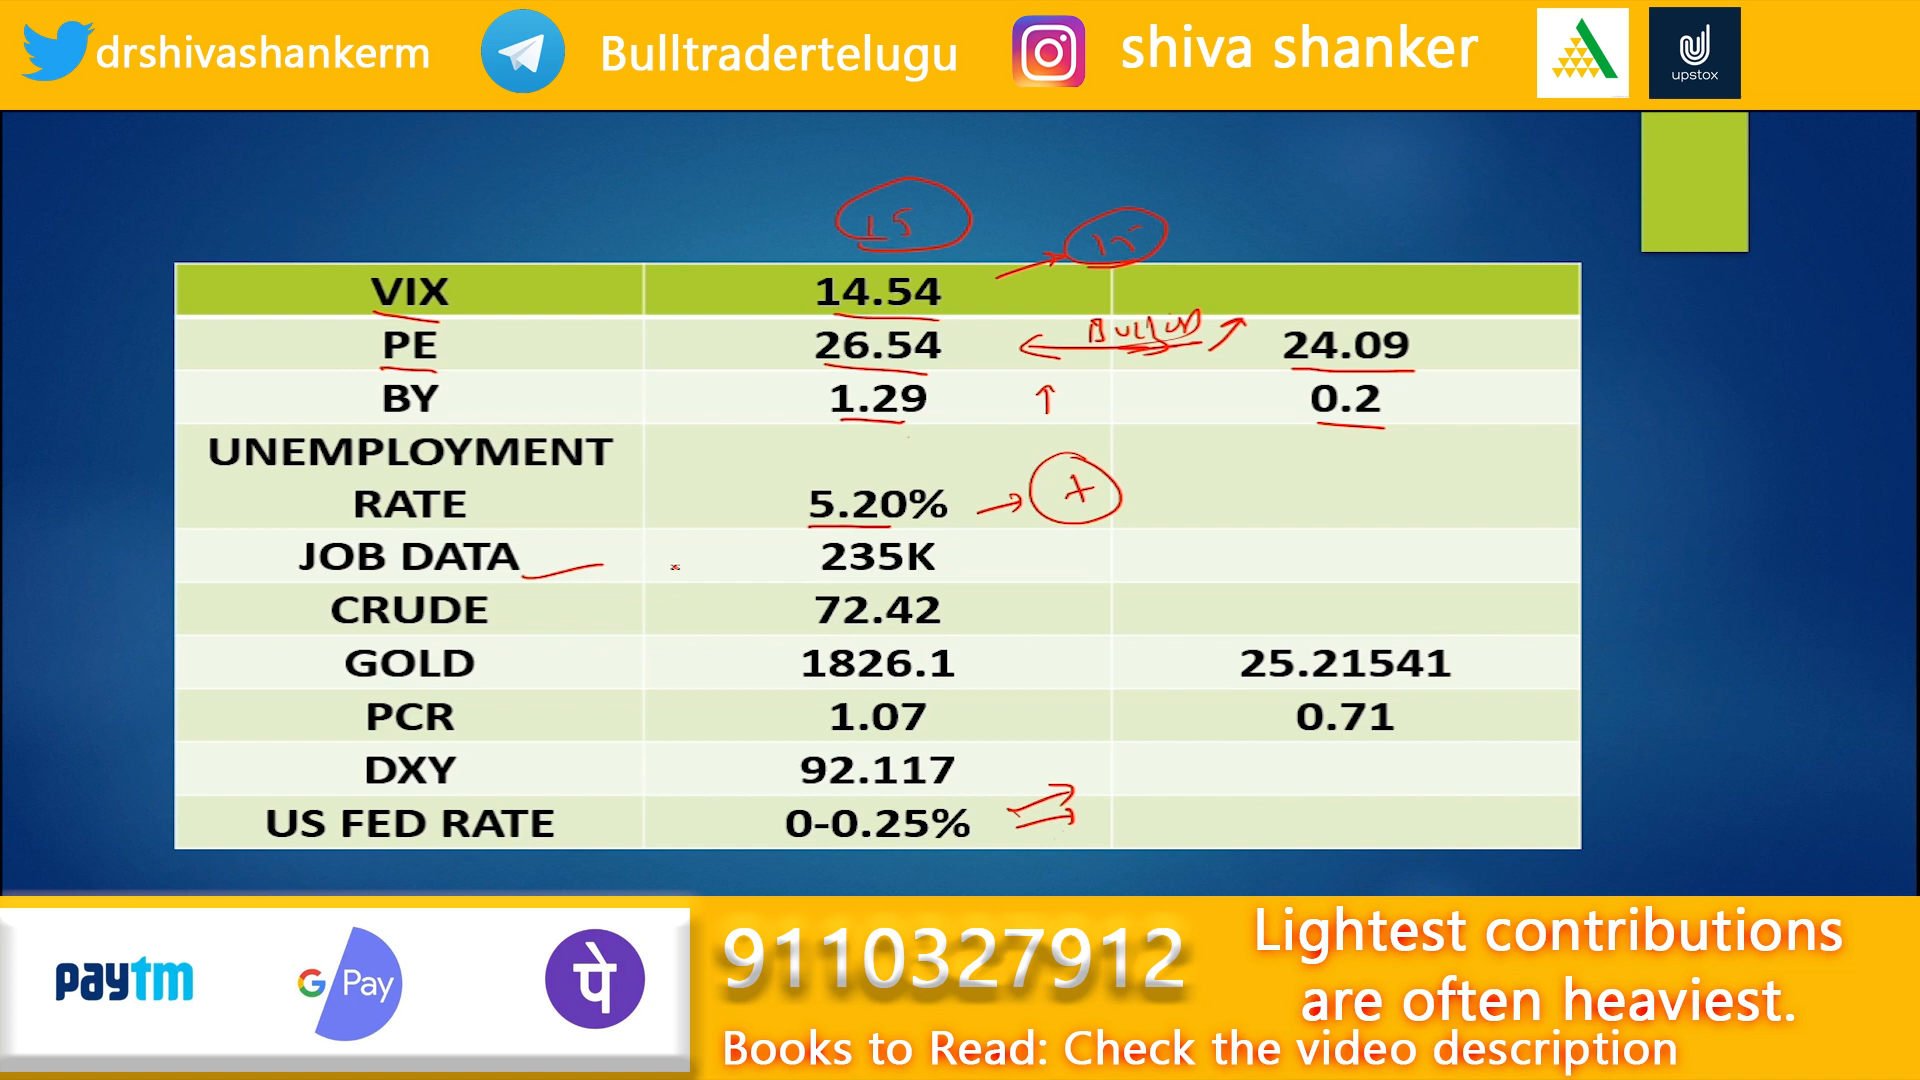 drshivashankerm
Bulltradertelugu
shiva shanker
upstox
15
15
VIX 14.54
Bullish
PE 26.54 24.09
BY 1.29 0.2
UNEMPLOYMENT
RATE 5.20%
JOB DATA 235K
CRUDE 72.42
GOLD 1826.1 25.21541
PCR 1.07 0.71
DXY 92.117
US FED RATE 0-0.25%
paytm
G Pay
पे
9110327912
Lightest contributions
are often heaviest.
Books to Read: Check the video description